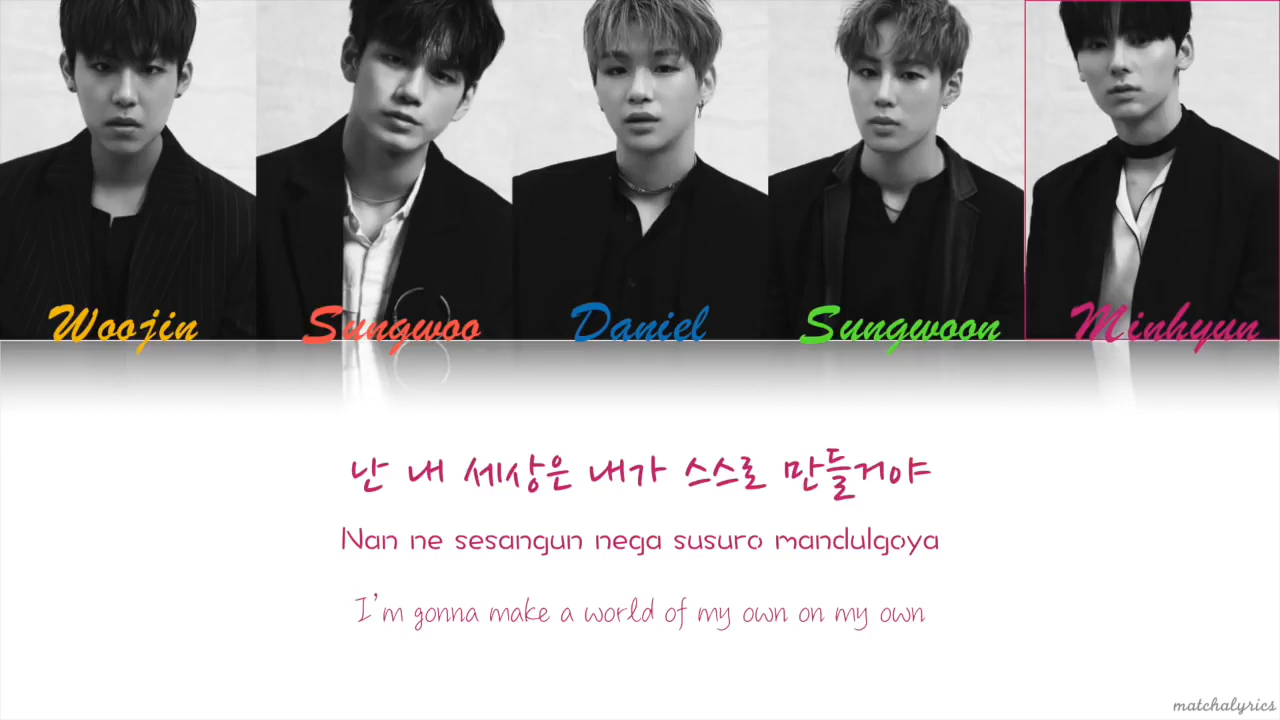 Woojin Sungwoo Daniel Sungwoon Minhyun
난 내 세상은 내가 스스로 만들거야
Nan ne sesangun nega susuro mandulgoya
I'm gonna make a world of my own on my own
matchalyrics